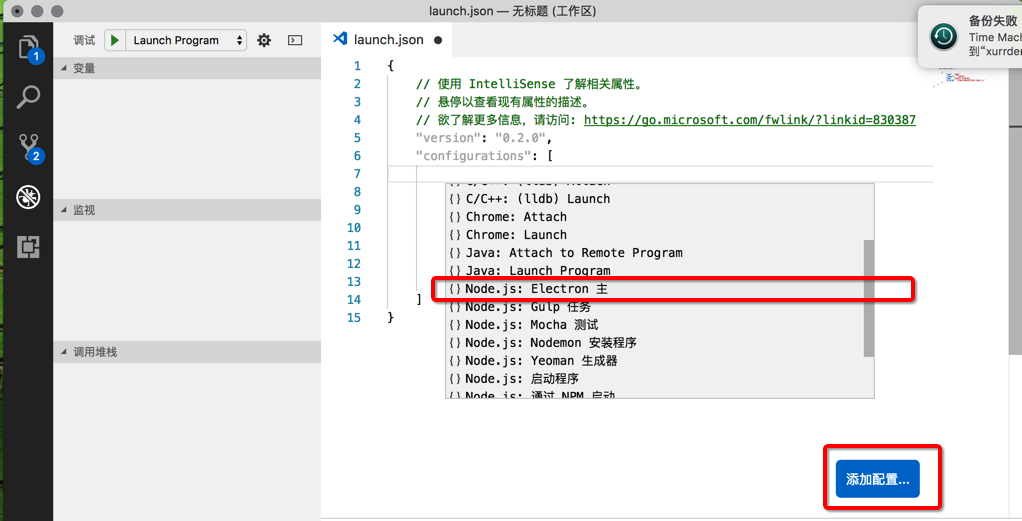 launch.json — 无标题 (工作区)
备份失败
Time Mach
到“xurrder
1
2
调试
Launch Program
变量
监视
调用堆栈
launch.json
1 {
2 // 使用 IntelliSense 了解相关属性。
3 // 悬停以查看现有属性的描述。
4 // 欲了解更多信息，请访问: https://go.microsoft.com/fwlink/?linkid=830387
5 "version": "0.2.0",
6 "configurations": [
7
8
9
10
11
12
13
14 ]
15 }
{} C/C++: (lldb) Attach
{} C/C++: (lldb) Launch
{} Chrome: Attach
{} Chrome: Launch
{} Java: Attach to Remote Program
{} Java: Launch Program
{} Node.js: Electron 主
{} Node.js: Gulp 任务
{} Node.js: Mocha 测试
{} Node.js: Nodemon 安装程序
{} Node.js: Yeoman 生成器
{} Node.js: 启动程序
{} Node.js: 通过 NPM 启动
添加配置...